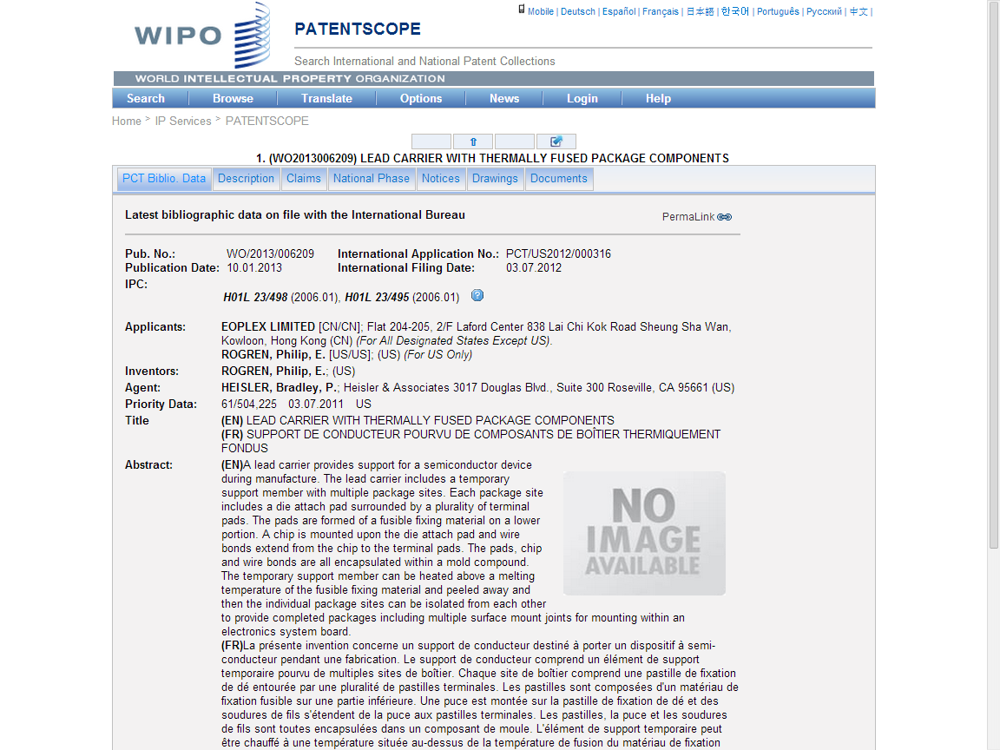 Mobile | Deutsch | Español | Français | 日本語 | 한국어 | Português | Русский | 中文 |
WIPO
PATENTSCOPE
Search International and National Patent Collections
WORLD INTELLECTUAL PROPERTY ORGANIZATION
Search Browse Translate Options News Login Help
Home > IP Services > PATENTSCOPE
1. (WO2013006209) LEAD CARRIER WITH THERMALLY FUSED PACKAGE COMPONENTS
PCT Biblio. Data Description Claims National Phase Notices Drawings Documents
Latest bibliographic data on file with the International Bureau
PermaLink
Pub. No.: WO/2013/006209 International Application No.: PCT/US2012/000316
Publication Date: 10.01.2013 International Filing Date: 03.07.2012
IPC:
H01L 23/498 (2006.01), H01L 23/495 (2006.01) ?
Applicants: EOPLEX LIMITED [CN/CN]; Flat 204-205, 2/F Laford Center 838 Lai Chi Kok Road Sheung Sha Wan,
Kowloon, Hong Kong (CN) (For All Designated States Except US).
ROGREN, Philip, E. [US/US]; (US) (For US Only)
Inventors: ROGREN, Philip, E.; (US)
Agent: HEISLER, Bradley, P.; Heisler & Associates 3017 Douglas Blvd., Suite 300 Roseville, CA 95661 (US)
Priority Data: 61/504,225 03.07.2011 US
Title (EN) LEAD CARRIER WITH THERMALLY FUSED PACKAGE COMPONENTS
(FR) SUPPORT DE CONDUCTEUR POURVU DE COMPOSANTS DE BOÎTIER THERMIQUEMENT
FONDUS
Abstract: (EN)A lead carrier provides support for a semiconductor device
during manufacture. The lead carrier includes a temporary
support member with multiple package sites. Each package site
includes a die attach pad surrounded by a plurality of terminal
pads. The pads are formed of a fusible fixing material on a lower
portion. A chip is mounted upon the die attach pad and wire
bonds extend from the chip to the terminal pads. The pads, chip
and wire bonds are all encapsulated within a mold compound.
The temporary support member can be heated above a melting
temperature of the fusible fixing material and peeled away and
then the individual package sites can be isolated from each other
to provide completed packages including multiple surface mount joints for mounting within an
electronics system board.
NO
IMAGE
AVAILABLE
(FR)La présente invention concerne un support de conducteur destiné à porter un dispositif à semi-
conducteur pendant une fabrication. Le support de conducteur comprend un élément de support
temporaire pourvu de multiples sites de boîtier. Chaque site de boîtier comprend une pastille de fixation
de dé entourée par une pluralité de pastilles terminales. Les pastilles sont composées d'un matériau de
fixation fusible sur une partie inférieure. Une puce est montée sur la pastille de fixation de dé et des
soudures de fils s'étendent de la puce aux pastilles terminales. Les pastilles, la puce et les soudures
de fils sont toutes encapsulées dans un composant de moule. L'élément de support temporaire peut
être chauffé à une température située au-dessus de la température de fusion du matériau de fixation